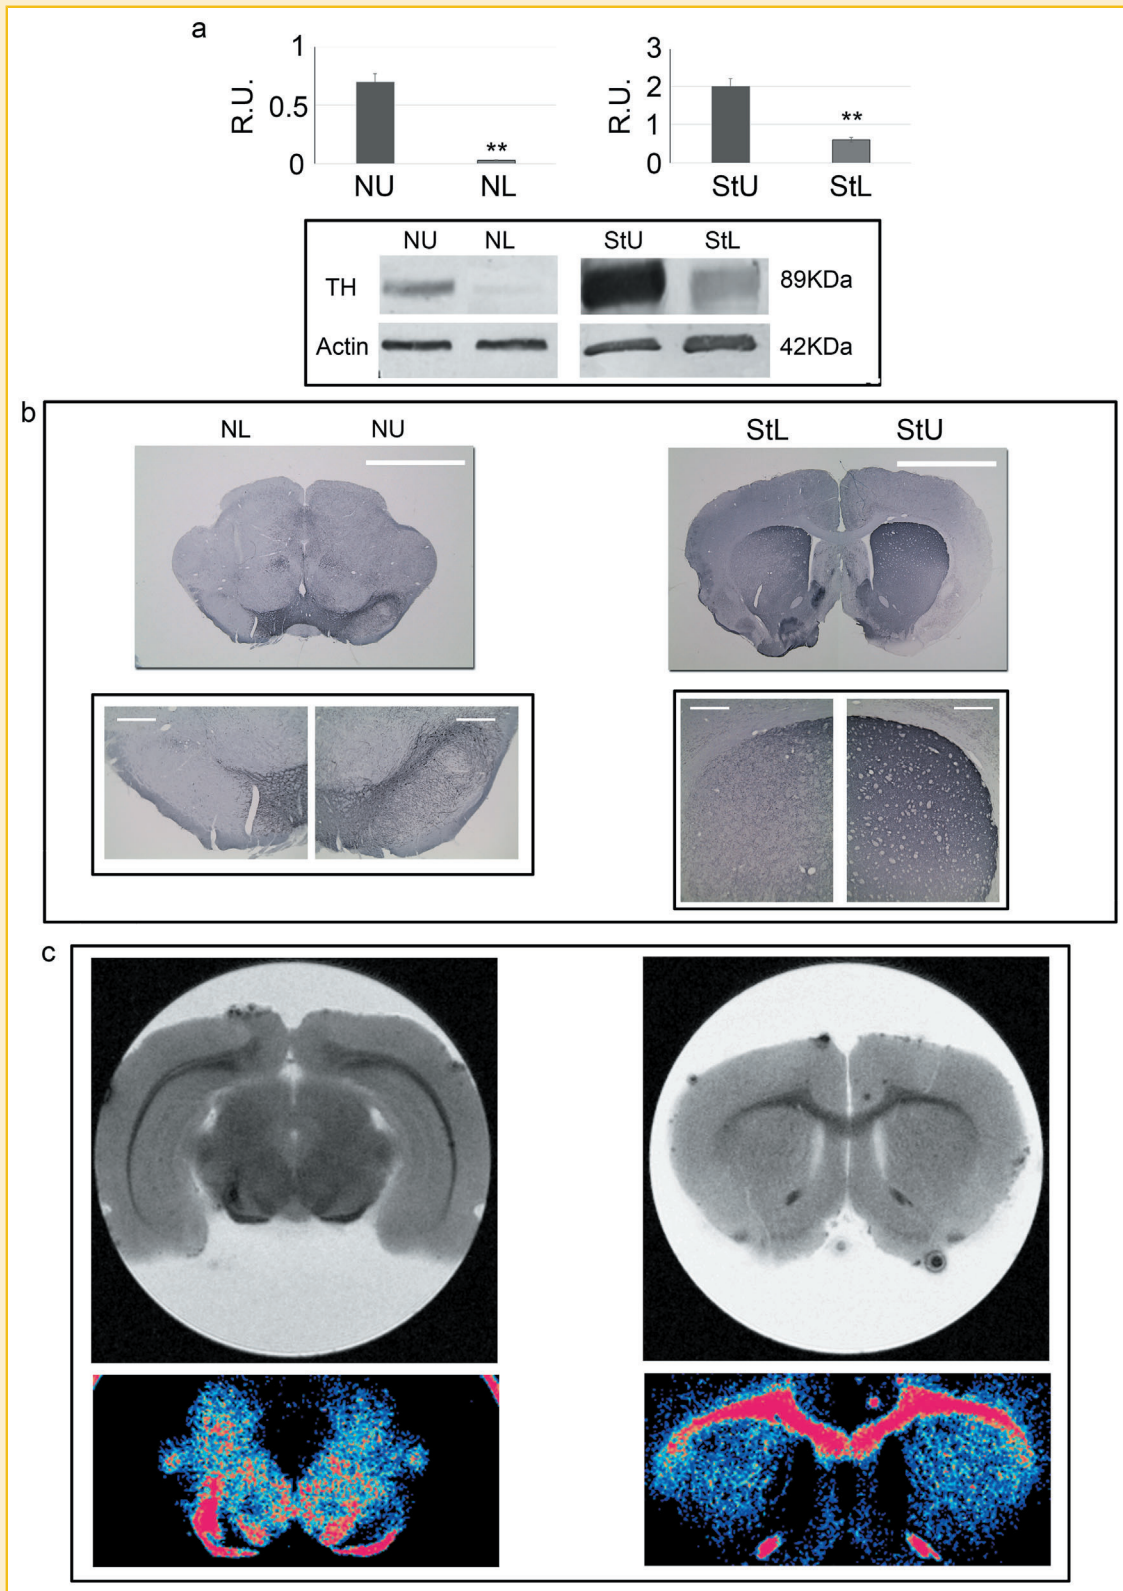 a
1
0.5
0
R.U.
**
NU NL
3
2
1
0
R.U.
**
StU StL
NU NL StU StL
TH 89KDa
Actin 42KDa
b
NL NU StL StU
c